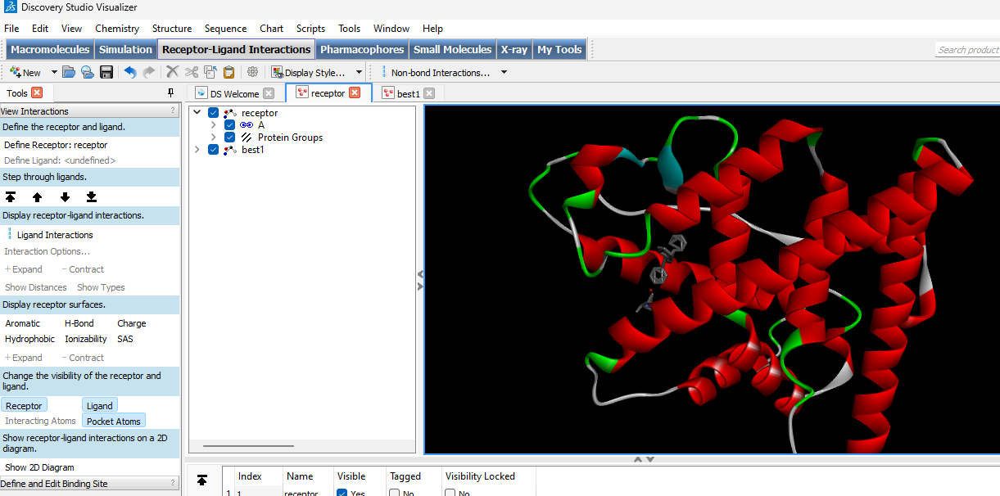 Discovery Studio Visualizer
File Edit View Chemistry Structure Sequence Chart Scripts Tools Window Help
Macromolecules Simulation Receptor-Ligand Interactions Pharmacophores Small Molecules X-ray My Tools
Search product
New Display Style... Non-bond Interactions...
Tools DS Welcome receptor best1
View Interactions ?
Define the receptor and ligand.
Define Receptor: receptor
Define Ligand: <undefined>
Step through ligands.
Display receptor-ligand interactions.
Ligand Interactions
Interaction Options...
+ Expand - Contract
Show Distances Show Types
Display receptor surfaces.
Aromatic H-Bond Charge
Hydrophobic Ionizability SAS
+ Expand - Contract
Change the visibility of the receptor and
ligand.
Receptor Ligand
Interacting Atoms Pocket Atoms
Show receptor-ligand interactions on a 2D
diagram.
Show 2D Diagram
Define and Edit Binding Site ?
receptor
A
Protein Groups
best1
Index Name Visible Tagged Visibility Locked
1 1 receptor Yes No No